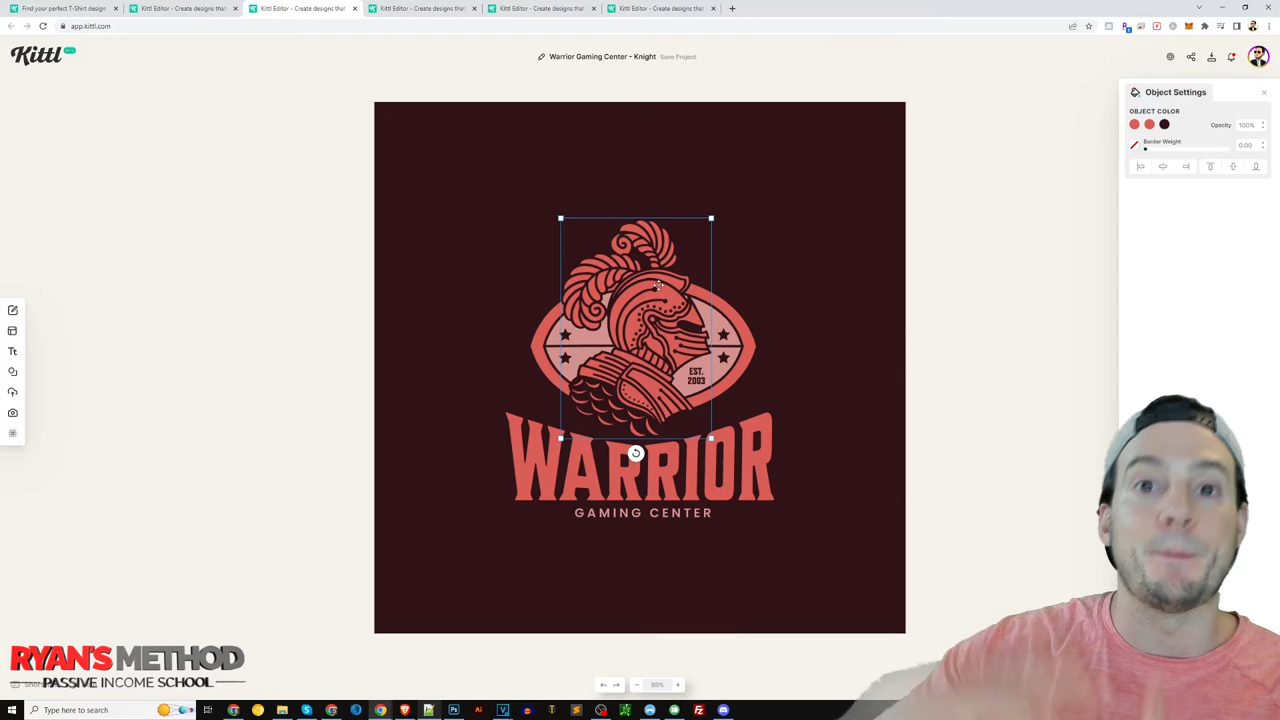 Find your perfect T-Shirt design
Kittl Editor - Create designs that
Kittl Editor - Create designs that
Kittl Editor - Create designs that
Kittl Editor - Create designs that
Kittl Editor - Create designs that
app.kittl.com
Kittl
Warrior Gaming Center - Knight Save Project
Object Settings
OBJECT COLOR
Opacity 100%
Border Weight
0.00
EST.
2003
WARRIOR
GAMING CENTER
RYAN'S METHOD
PASSIVE INCOME SCHOOL
89%
Type here to search